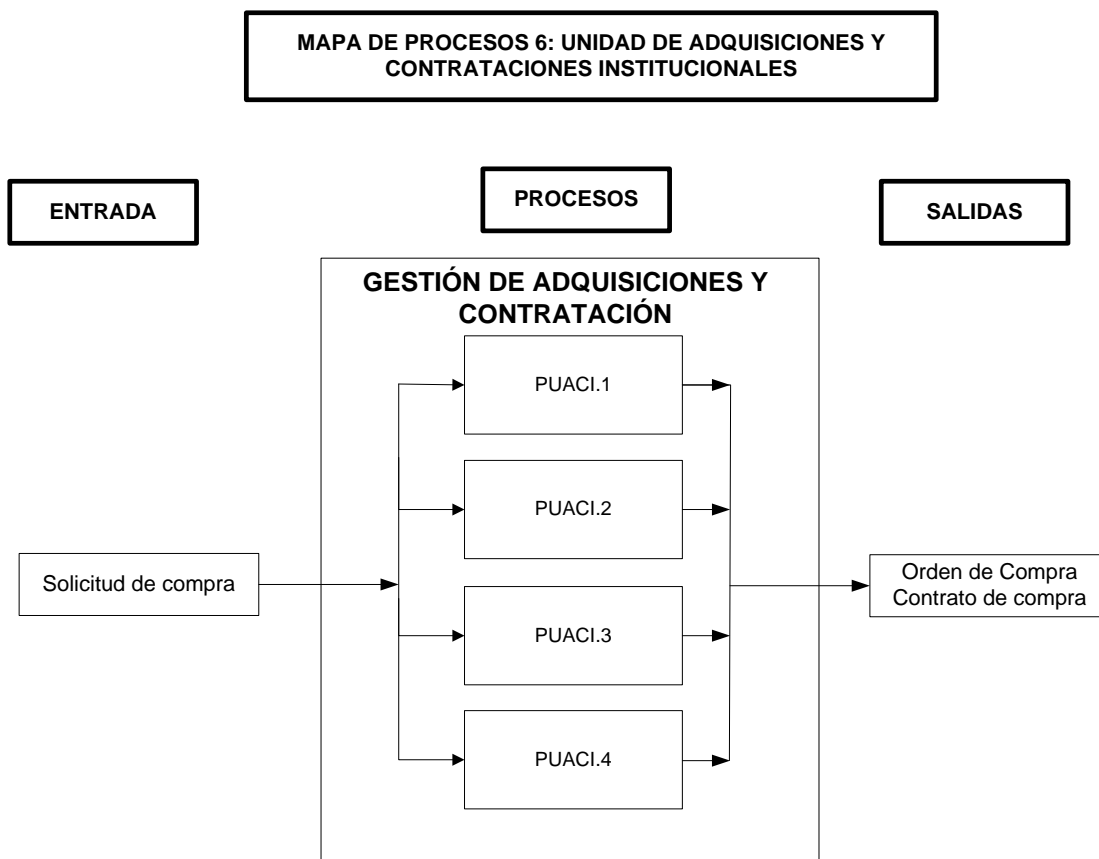 MAPA DE PROCESOS 6: UNIDAD DE ADQUISICIONES Y
CONTRATACIONES INSTITUCIONALES
ENTRADA
PROCESOS
SALIDAS
GESTIÓN DE ADQUISICIONES Y
CONTRATACIÓN
PUACI.1
PUACI.2
Solicitud de compra
Orden de Compra
Contrato de compra
PUACI.3
PUACI.4